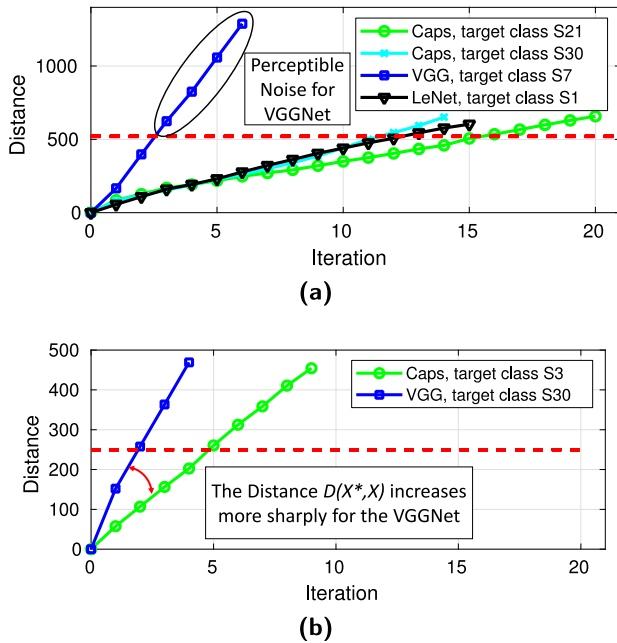 (a)
Caps, target class S21
Caps, target class S30
VGG, target class S7
LeNet, target class S1
Perceptible
Noise for
VGGNet
Distance
1000
500
0
0 5 10 15 20
Iteration
(a)
500
400
300
200
100
0
Distance
Caps, target class S3
VGG, target class S30
The Distance D(X*,X) increases
more sharply for the VGGNet
0 5 10 15 20
Iteration
(b)